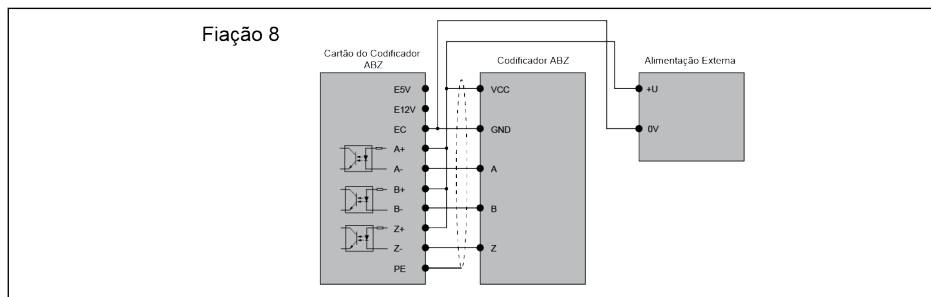 Fiação 8
Cartão do Codificador
ABZ
Codificador ABZ
Alimentação Externa
E5V
E12V
EC
A+
A-
B+
B-
Z+
Z-
PE
VCC
GND
A
B
Z
+U
0V